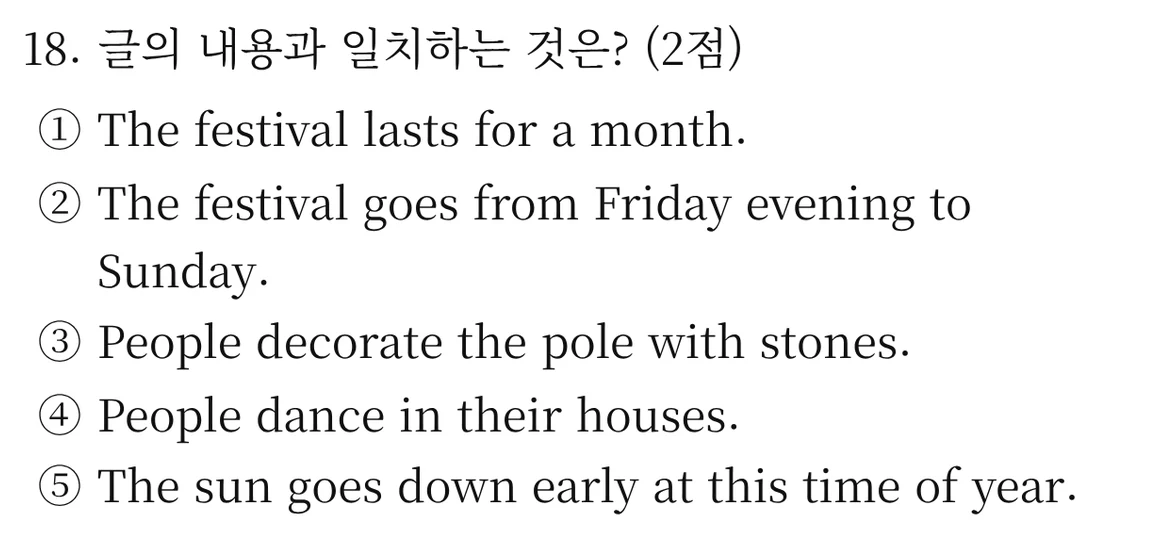 18. 글의 내용과 일치하는 것은? (2점)
① The festival lasts for a month.
② The festival goes from Friday evening to
Sunday.
③ People decorate the pole with stones.
④ People dance in their houses.
⑤ The sun goes down early at this time of year.